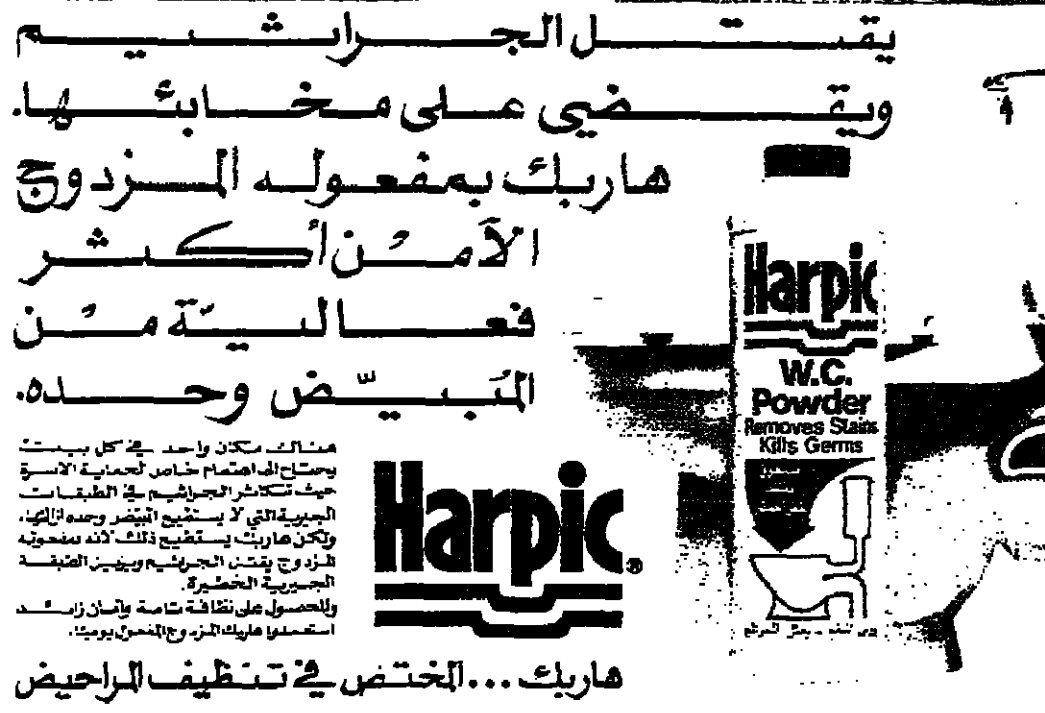 يقتل الجراثيم
ويقضي على مخابئها.
هاربك بمفعوله المزدوج
الآمن أكثر
فعالية من
المبيّض وحده.
هناك مكان واحد في كل بيت
يحتاج الى اهتمام خاص لحماية الاسرة
حيث تتكاثر الجراثيم في الطبقات
الجيرية التي لا يستطيع المبيّض وحده ازالتها،
ولكن هاربك يستطيع ذلك لانه بمفعوله
المزدوج يقتل الجراثيم ويزيل الطبقة
الجيرية الخطيرة.
وللحصول على نظافة تامة وامان زائد
استعملوا هاربك المزدوج المفعول يوميا.
Harpic®
هاربك...المختص في تنظيف المراحيض
Harpic
W.C.
Powder
Removes Stains
Kills Germs